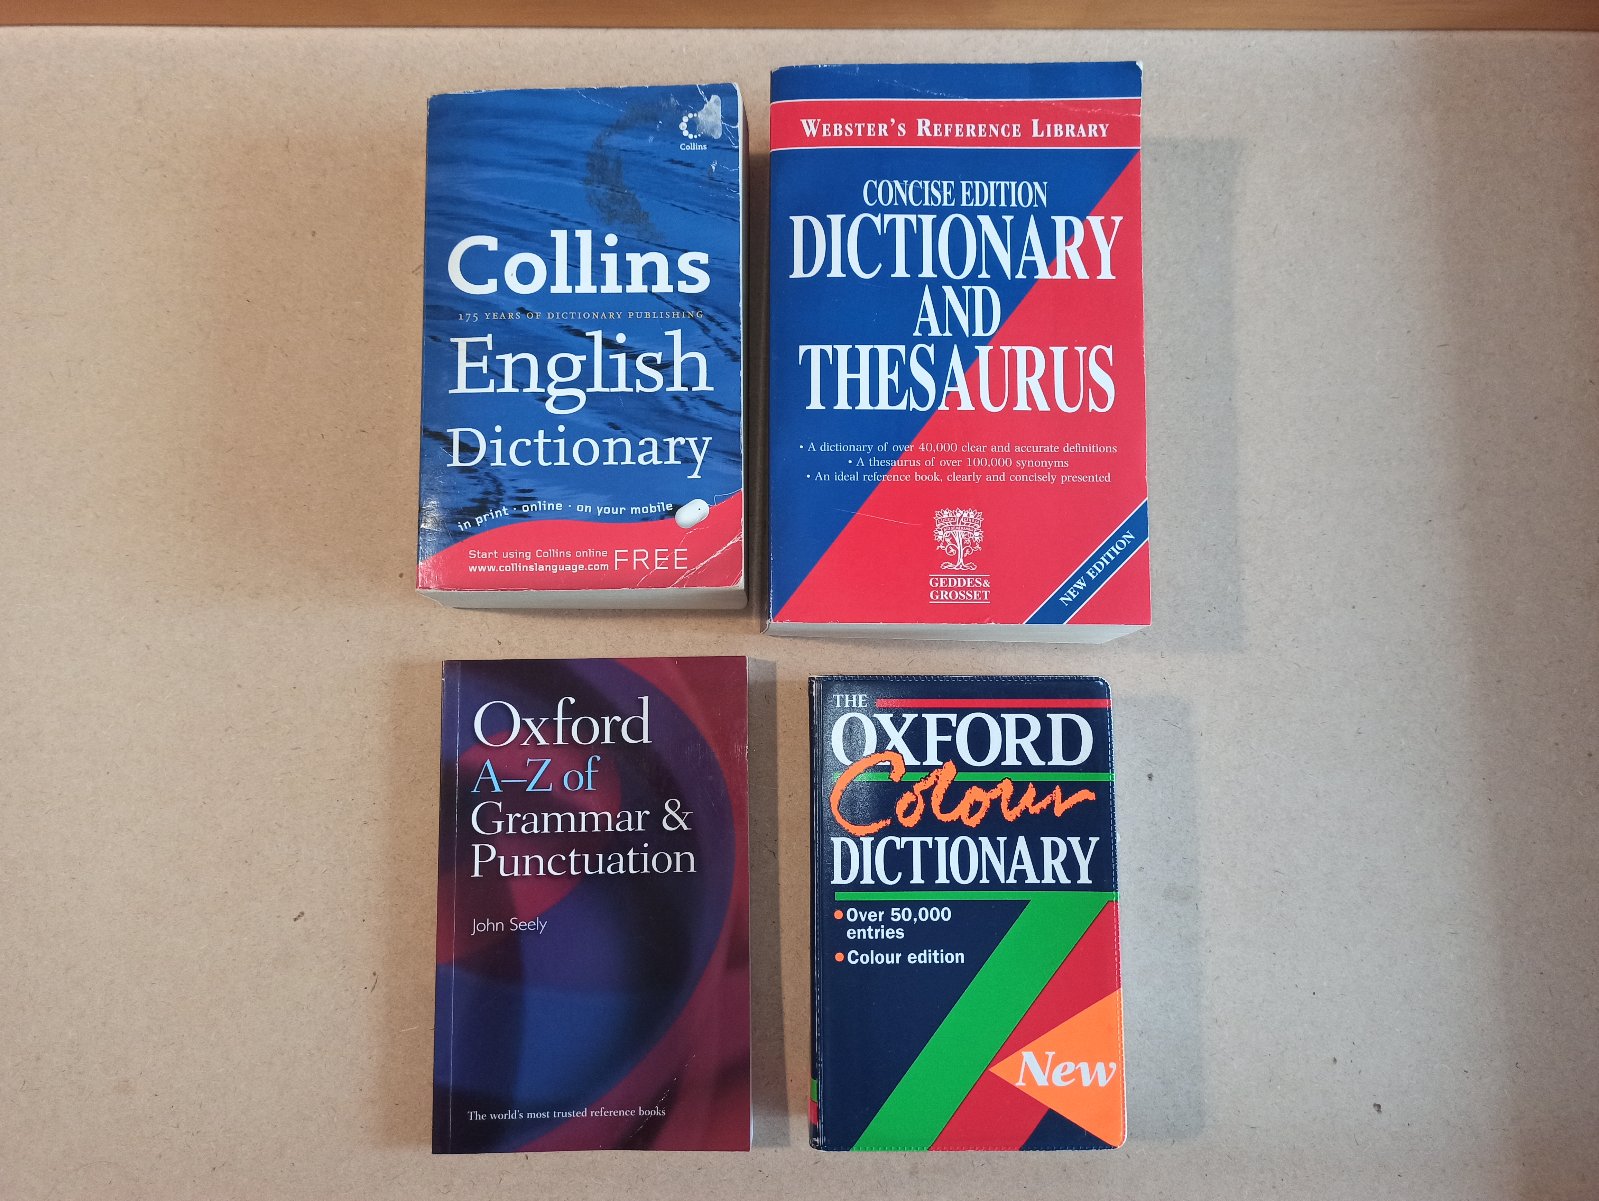 Collins
Collins
175 YEARS OF DICTIONARY PUBLISHING
English
Dictionary
in print · online · on your mobile
Start using Collins online
www.collinslanguage.com FREE
WEBSTER'S REFERENCE LIBRARY
CONCISE EDITION
DICTIONARY
AND
THESAURUS
• A dictionary of over 40,000 clear and accurate definitions
• A thesaurus of over 100,000 synonyms
• An ideal reference book, clearly and concisely presented
GEDDES&
GROSSET
NEW EDITION
Oxford
A–Z of
Grammar &
Punctuation
John Seely
The world's most trusted reference books
THE
OXFORD
Colour
DICTIONARY
• Over 50,000
entries
• Colour edition
New